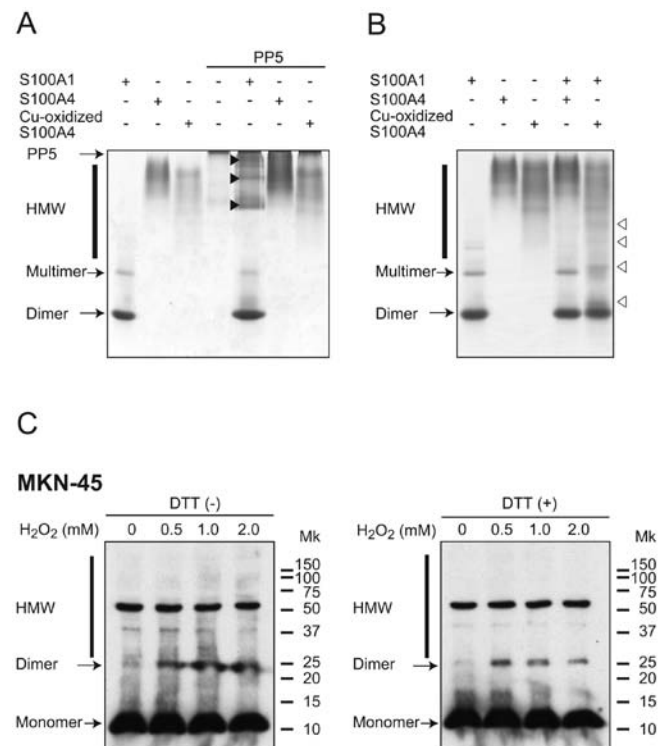 A
PP5
S100A1 + - - - + - -
S100A4 - + - - - + -
Cu-oxidized
S100A4 - - + - - - +
PP5
HMW
Multimer
Dimer
B
S100A1 + - - + +
S100A4 - + - + -
Cu-oxidized
S100A4 - - + - +
HMW
Multimer
Dimer
C
MKN-45
DTT (-)
H2O2 (mM) 0 0.5 1.0 2.0 Mk
150
100
75
HMW 50
37
Dimer 25
20
15
Monomer 10
DTT (+)
H2O2 (mM) 0 0.5 1.0 2.0 Mk
150
100
75
HMW 50
37
Dimer 25
20
15
Monomer 10